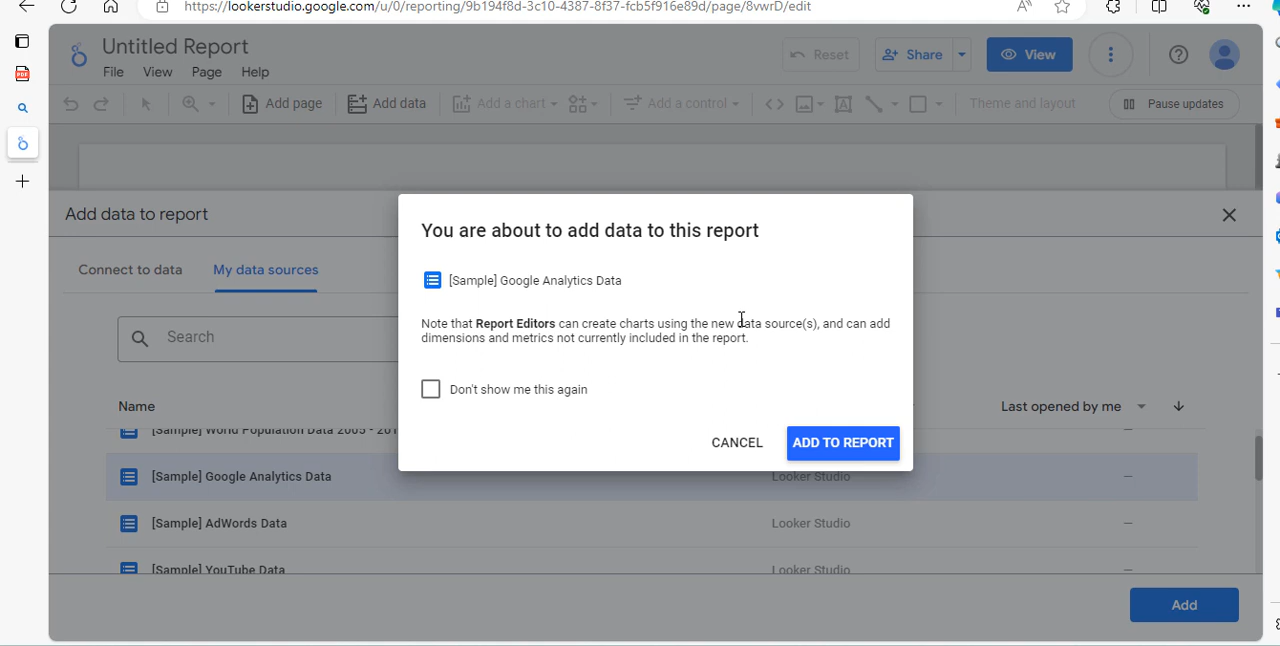 https://lookerstudio.google.com/u/0/reporting/9b194f8d-3c10-4387-8f37-fcb5f916e89d/page/8vwrD/edit
Untitled Report
File View Page Help
Reset
Share
View
Add page
Add data
Add a chart
Add a control
Theme and layout
Pause updates
Add data to report
Connect to data
My data sources
Search
Name
Last opened by me
[Sample] World Population Data 2005 - 201
[Sample] Google Analytics Data
Looker Studio
[Sample] AdWords Data
Looker Studio
[Sample] YouTube Data
Looker Studio
Add
You are about to add data to this report
[Sample] Google Analytics Data
Note that Report Editors can create charts using the new data source(s), and can add
dimensions and metrics not currently included in the report.
Don't show me this again
CANCEL
ADD TO REPORT